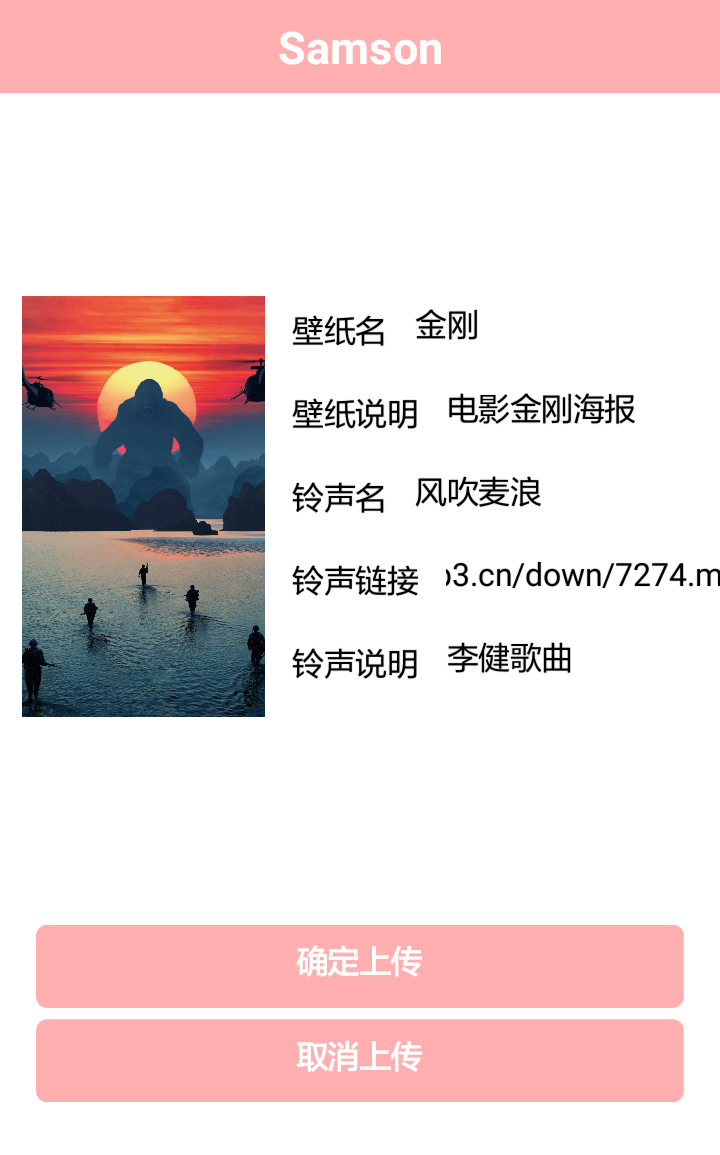 Samson
壁纸名 金刚
壁纸说明 电影金刚海报
铃声名 风吹麦浪
铃声链接 3.cn/down/7274.m
铃声说明 李健歌曲
确定上传
取消上传